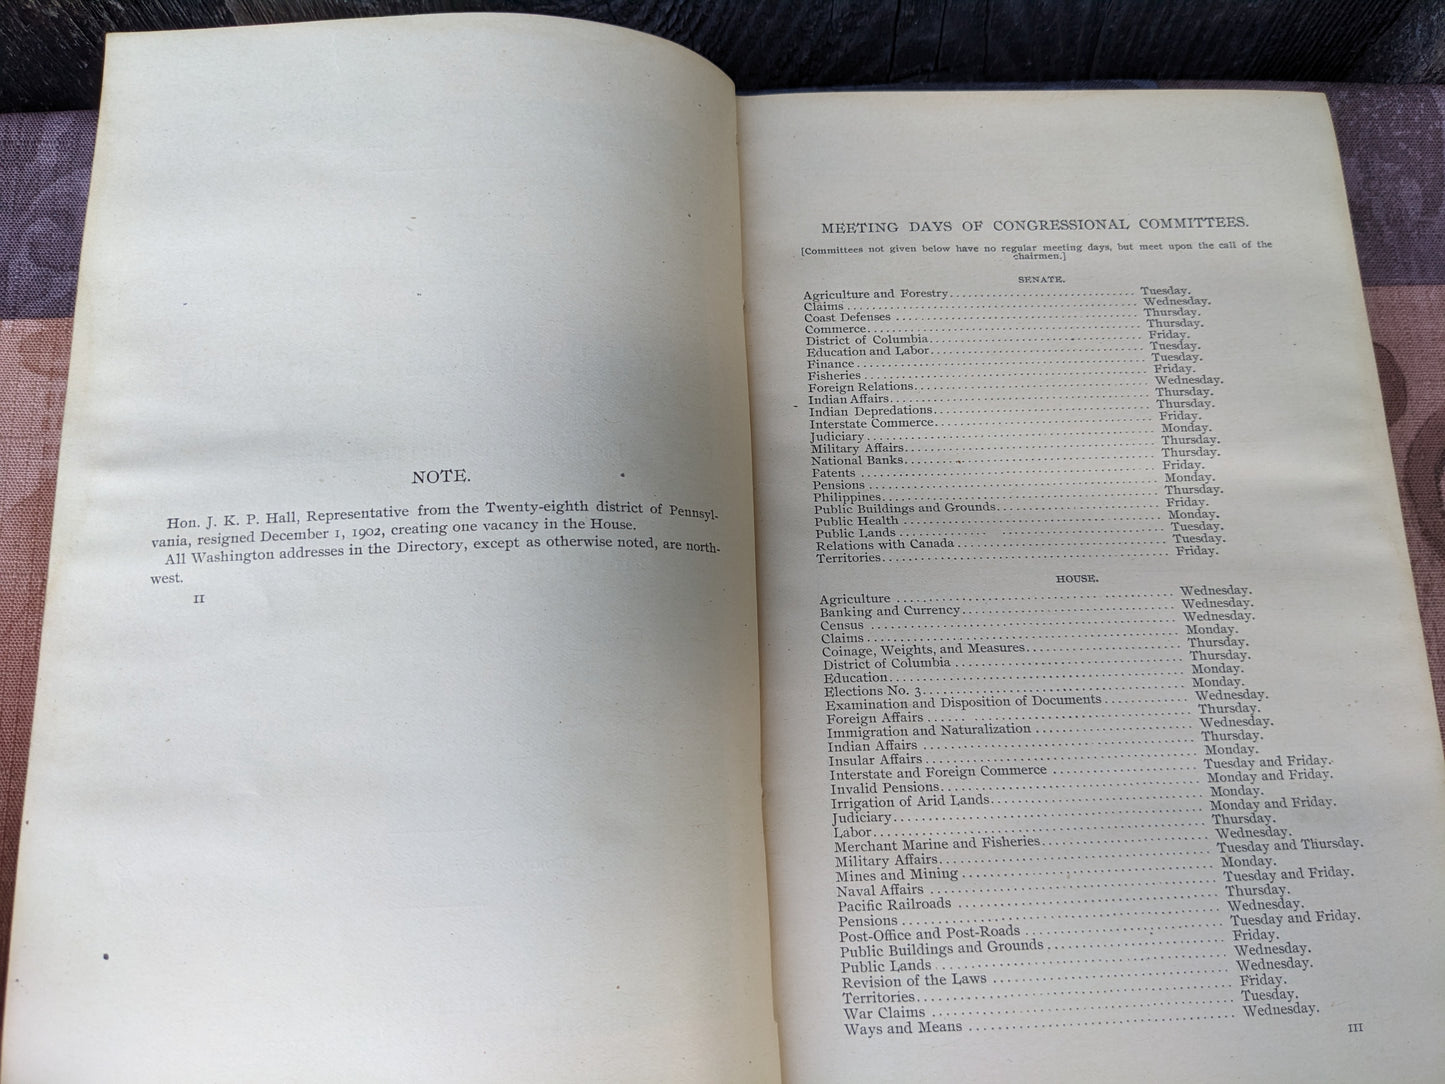 NOTE.
Hon. J. K. P. Hall, Representative from the Twenty-eighth district of Pennsyl-
vania, resigned December 1, 1902, creating one vacancy in the House.
All Washington addresses in the Directory, except as otherwise noted, are north-
west.
II
MEETING DAYS OF CONGRESSIONAL COMMITTEES.
[Committees not given below have no regular meeting days, but meet upon the call of the
chairmen.]
SENATE.
Agriculture and Forestry........ Tuesday.
Claims ........ Wednesday.
Coast Defenses ........ Thursday.
Commerce........ Thursday.
District of Columbia........ Friday.
Education and Labor........ Tuesday.
Finance ........ Tuesday.
Fisheries ........ Friday.
Foreign Relations........ Wednesday.
Indian Affairs........ Thursday.
Indian Depredations........ Thursday.
Interstate Commerce........ Friday.
Judiciary ........ Monday.
Military Affairs........ Thursday.
National Banks........ Thursday.
Patents ........ Friday.
Pensions ........ Monday.
Philippines........ Thursday.
Public Buildings and Grounds........ Friday.
Public Health ........ Monday.
Public Lands ........ Tuesday.
Relations with Canada ........ Tuesday.
Territories........ Friday.
HOUSE.
Agriculture ........ Wednesday.
Banking and Currency........ Wednesday.
Census ........ Wednesday.
Claims ........ Monday.
Coinage, Weights, and Measures........ Thursday.
District of Columbia ........ Thursday.
Education........ Monday.
Elections No. 3........ Monday.
Examination and Disposition of Documents ........ Wednesday.
Foreign Affairs ........ Thursday.
Immigration and Naturalization ........ Wednesday.
Indian Affairs ........ Thursday.
Insular Affairs ........ Monday.
Interstate and Foreign Commerce ........ Tuesday and Friday.
Invalid Pensions........ Monday and Friday.
Irrigation of Arid Lands........ Monday.
Judiciary........ Monday and Friday.
Labor........ Thursday.
Merchant Marine and Fisheries........ Wednesday.
Military Affairs........ Tuesday and Thursday.
Mines and Mining ........ Monday.
Naval Affairs ........ Tuesday and Friday.
Pacific Railroads ........ Thursday.
Pensions ........ Wednesday.
Post-Office and Post-Roads ........ Tuesday and Friday.
Public Buildings and Grounds ........ Friday.
Public Lands ........ Wednesday.
Revision of the Laws ........ Wednesday.
Territories........ Friday.
War Claims ........ Tuesday.
Ways and Means ........ Wednesday.
III